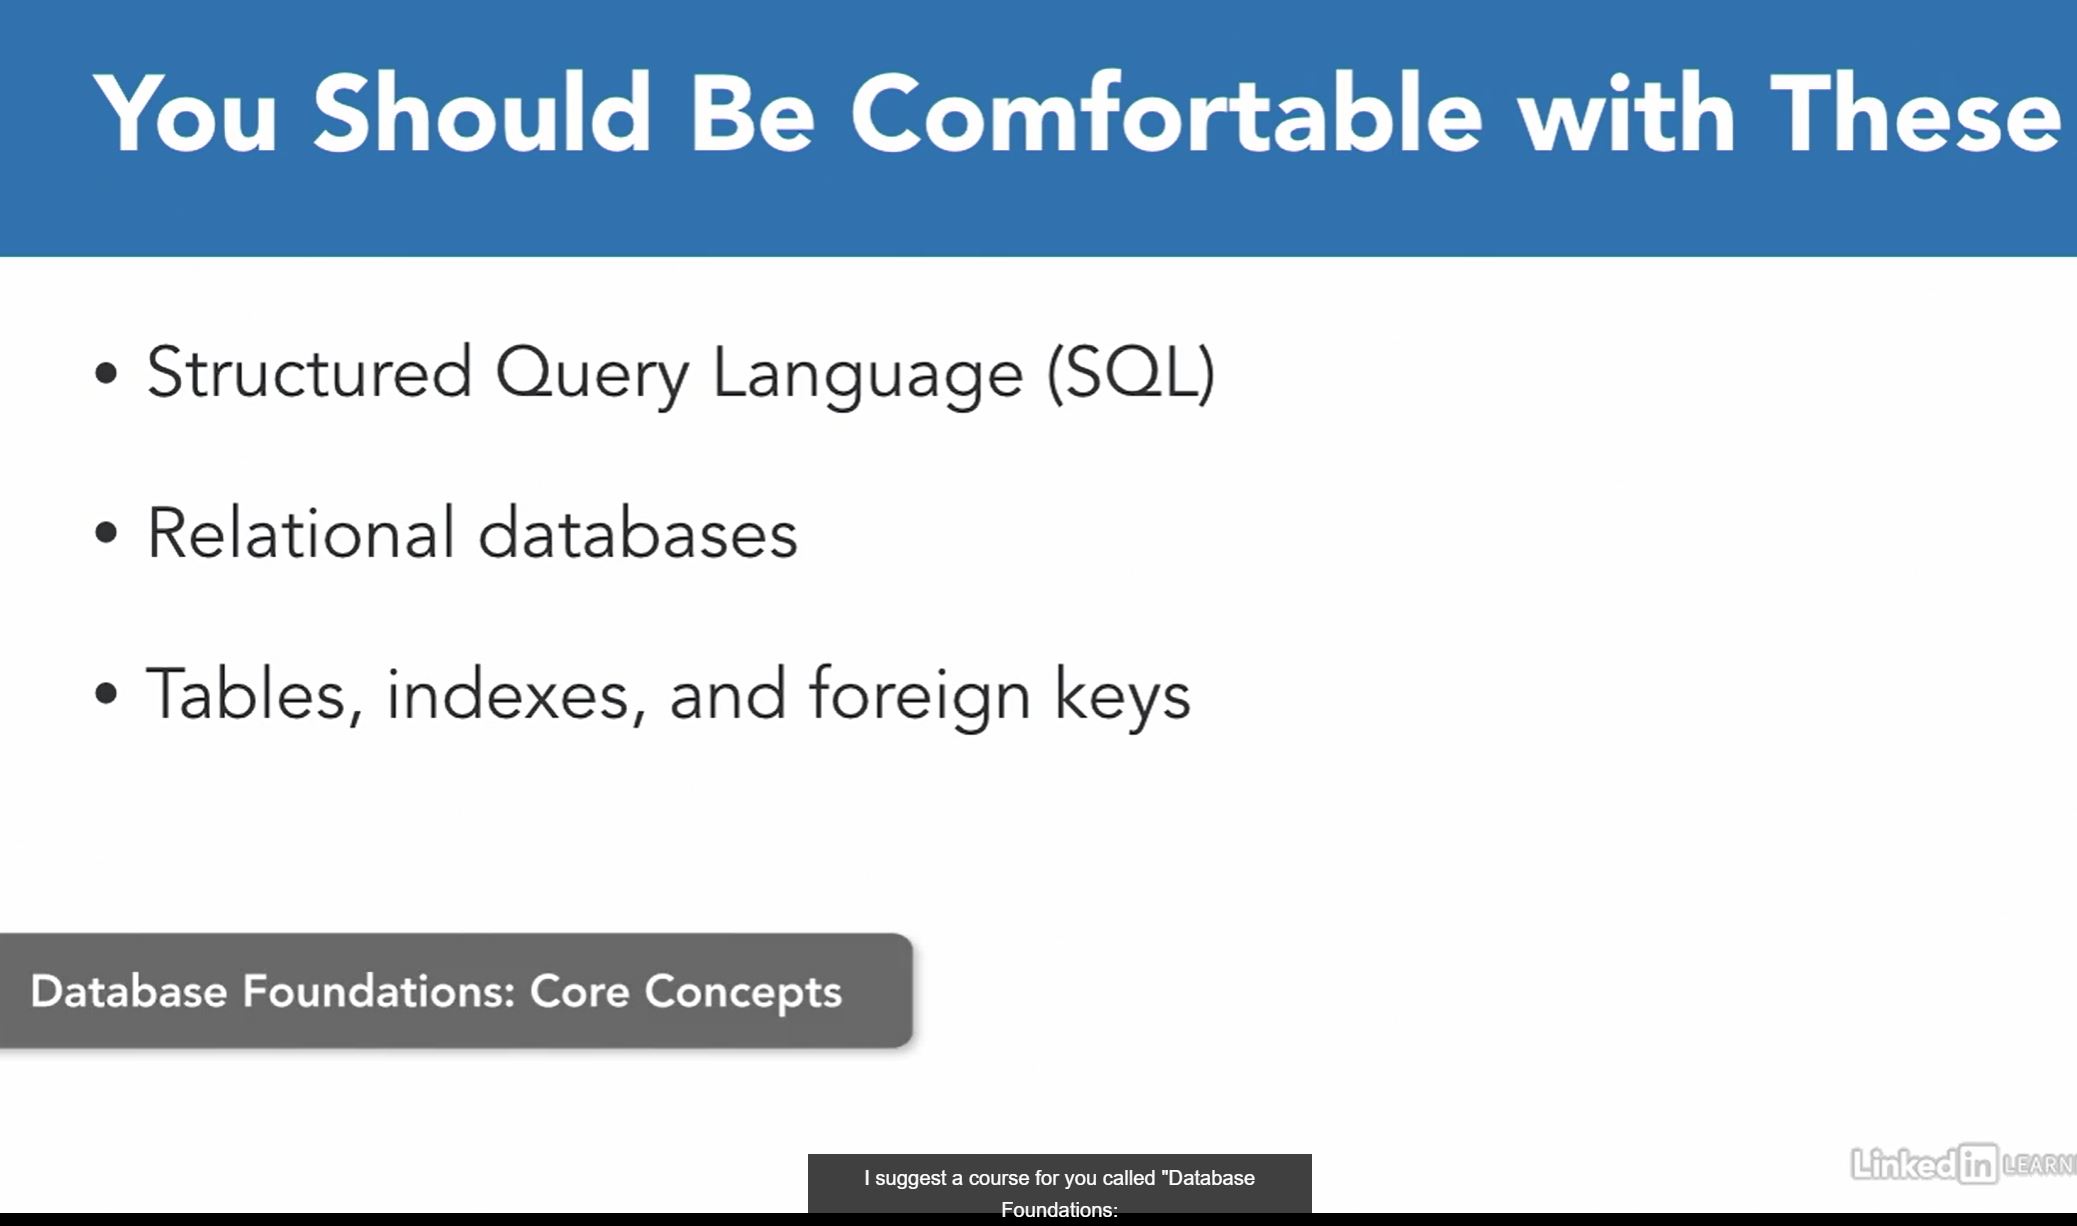 You Should Be Comfortable with These
• Structured Query Language (SQL)
• Relational databases
• Tables, indexes, and foreign keys
Database Foundations: Core Concepts
Linked in LEARN
I suggest a course for you called "Database
Foundations: